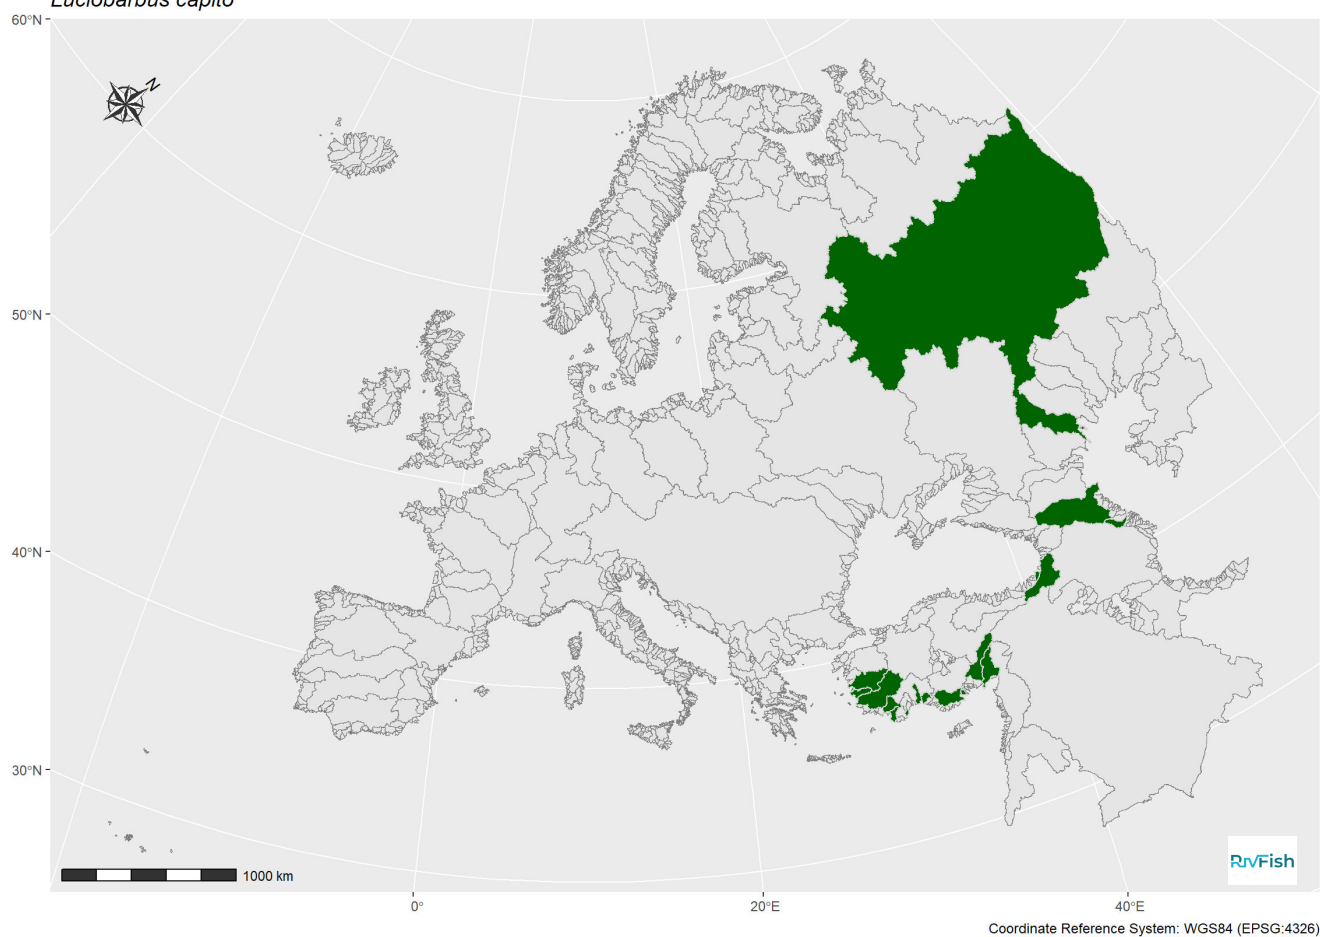 Luciobarbus capito
60°N
50°N
40°N
30°N
N
1000 km
RivFish
0°
20°E
40°E
Coordinate Reference System: WGS84 (EPSG:4326)